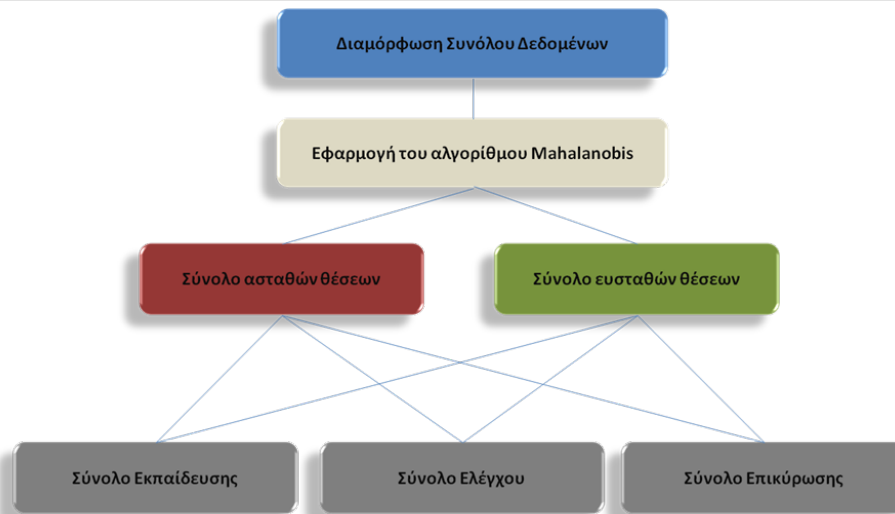 Διαμόρφωση Συνόλου Δεδομένων
Εφαρμογή του αλγορίθμου Mahalanobis
Σύνολο ασταθών θέσεων
Σύνολο ευσταθών θέσεων
Σύνολο Εκπαίδευσης
Σύνολο Ελέγχου
Σύνολο Επικύρωσης